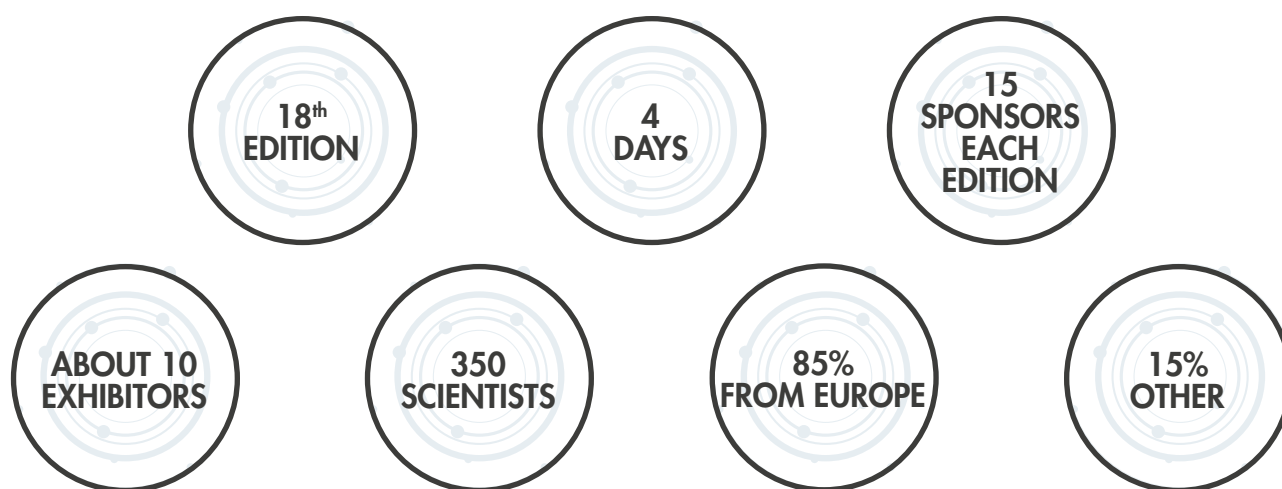 18th
EDITION
4
DAYS
15
SPONSORS
EACH
EDITION
ABOUT 10
EXHIBITORS
350
SCIENTISTS
85%
FROM EUROPE
15%
OTHER